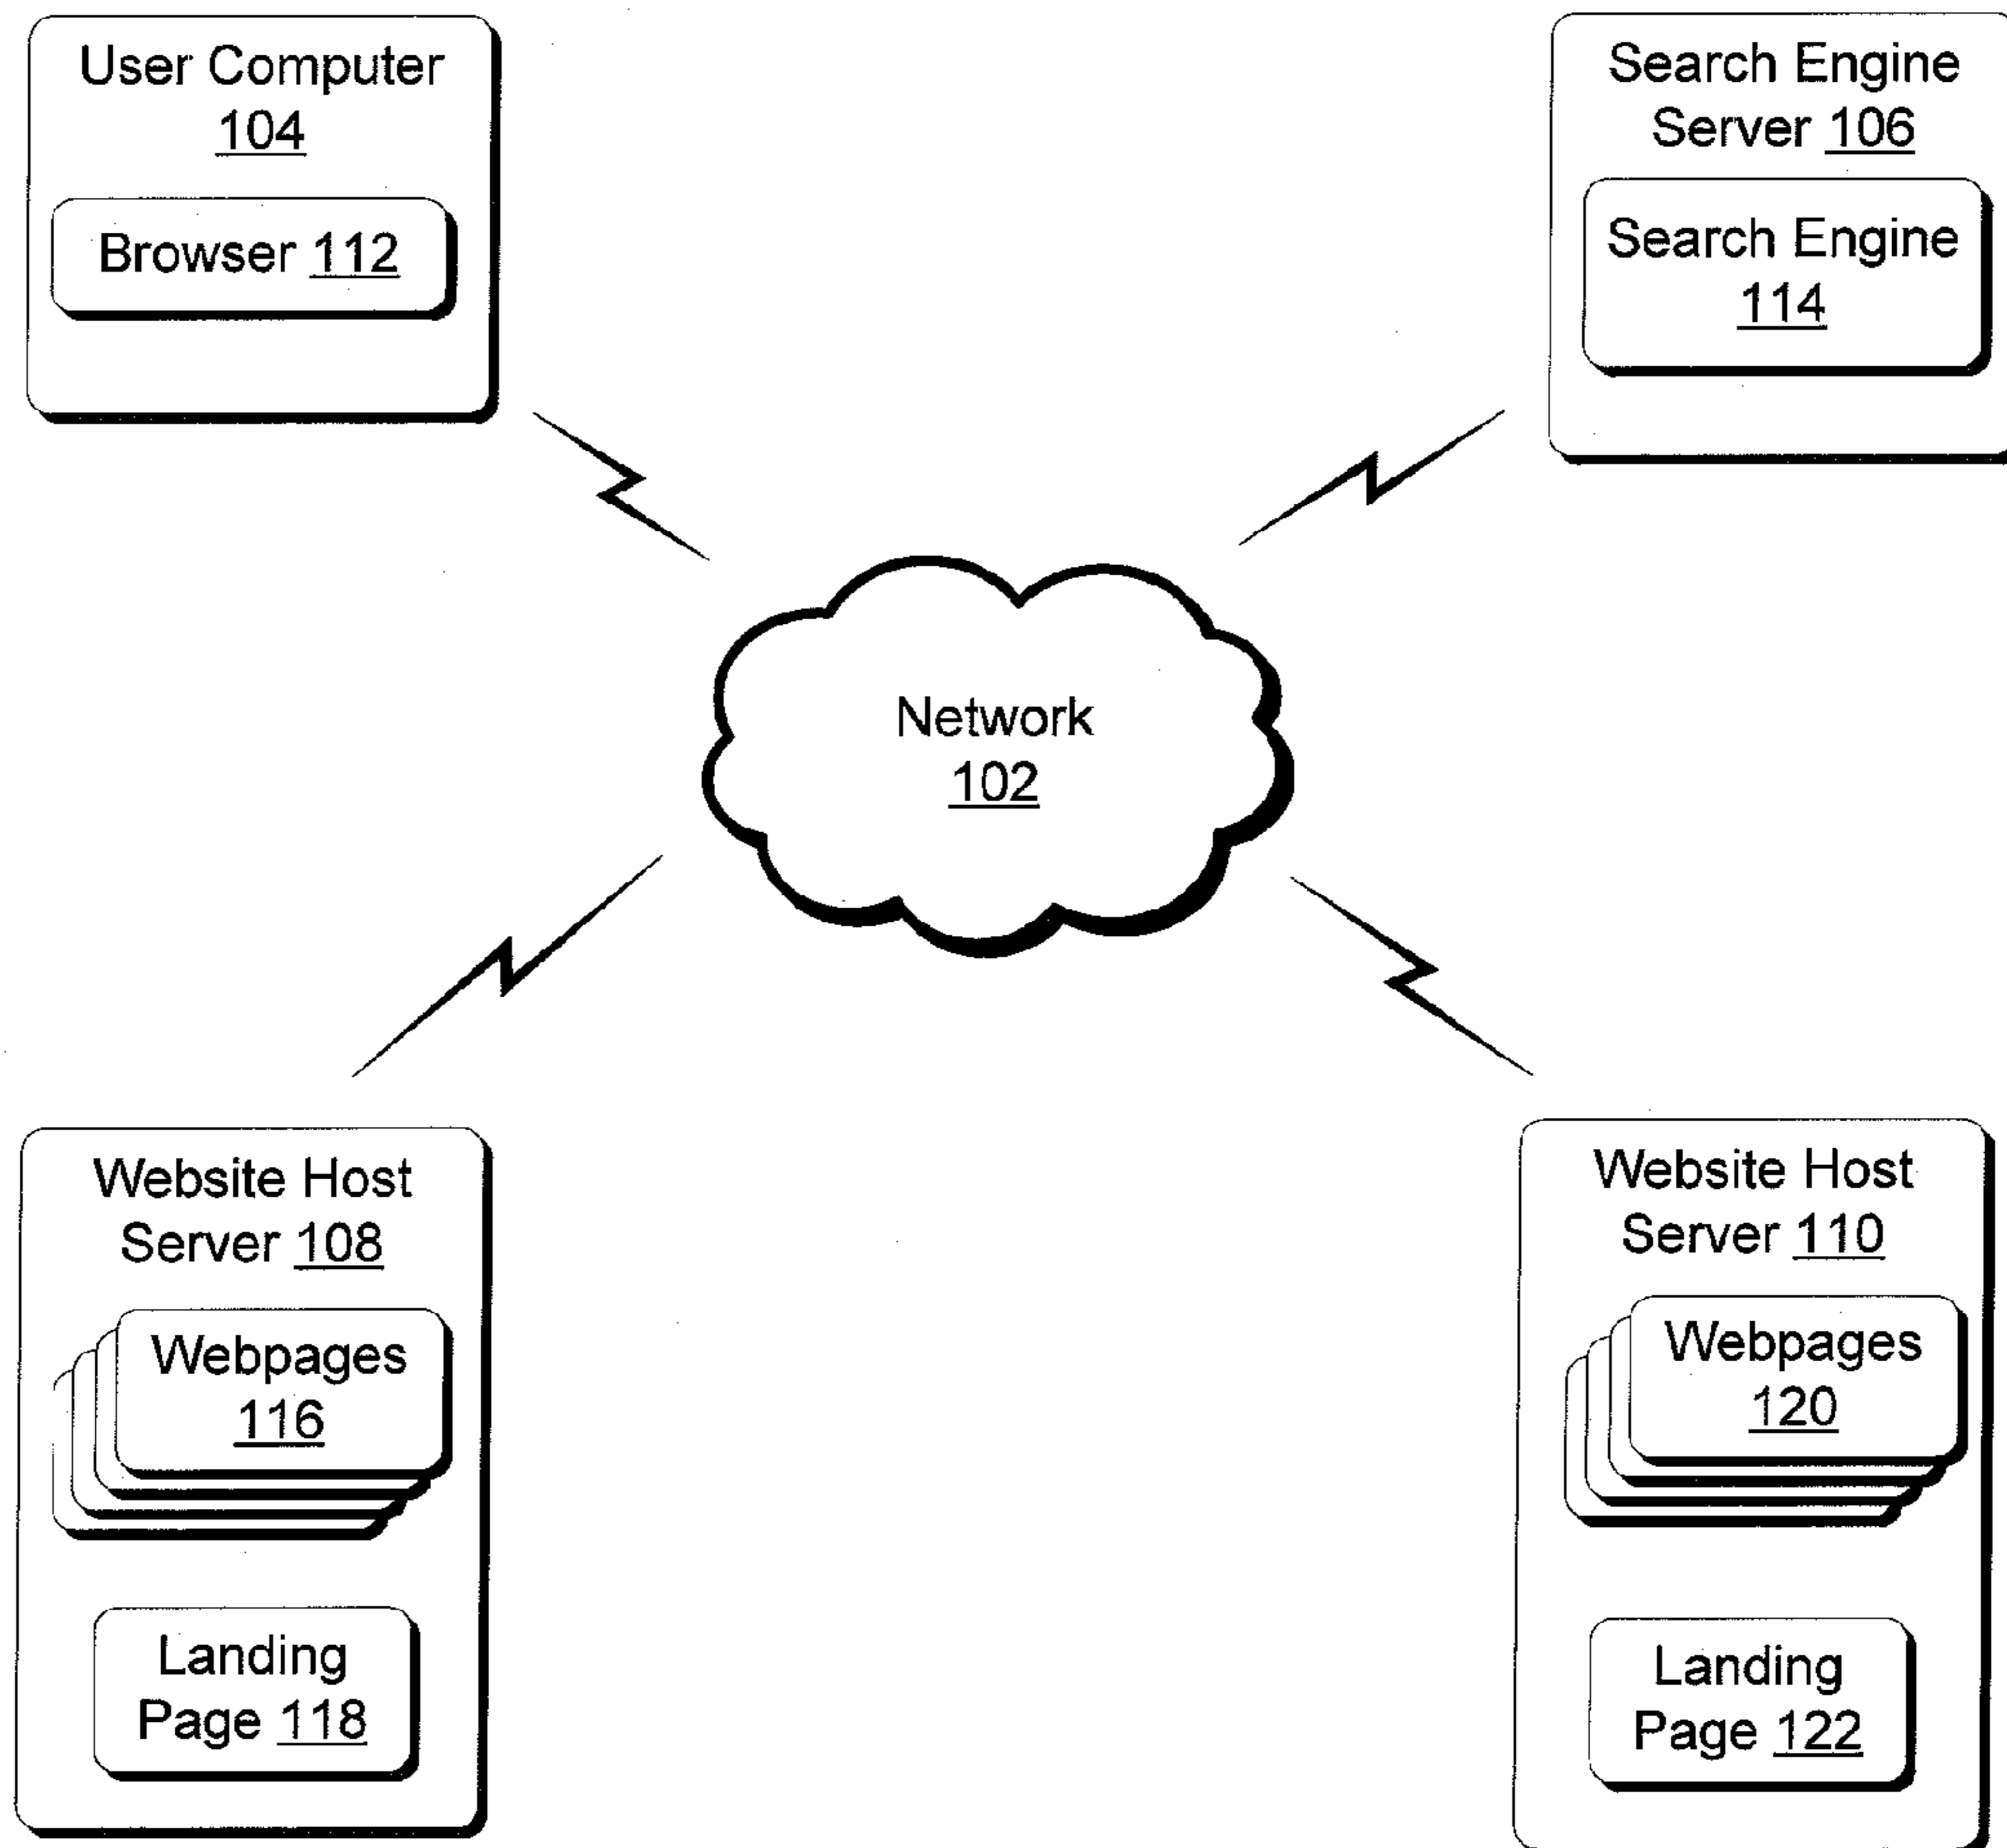 User Computer
104
Browser 112
Search Engine
Server 106
Search Engine
114
Network
102
Website Host
Server 108
Webpages
116
Landing
Page 118
Website Host
Server 110
Webpages
120
Landing
Page 122